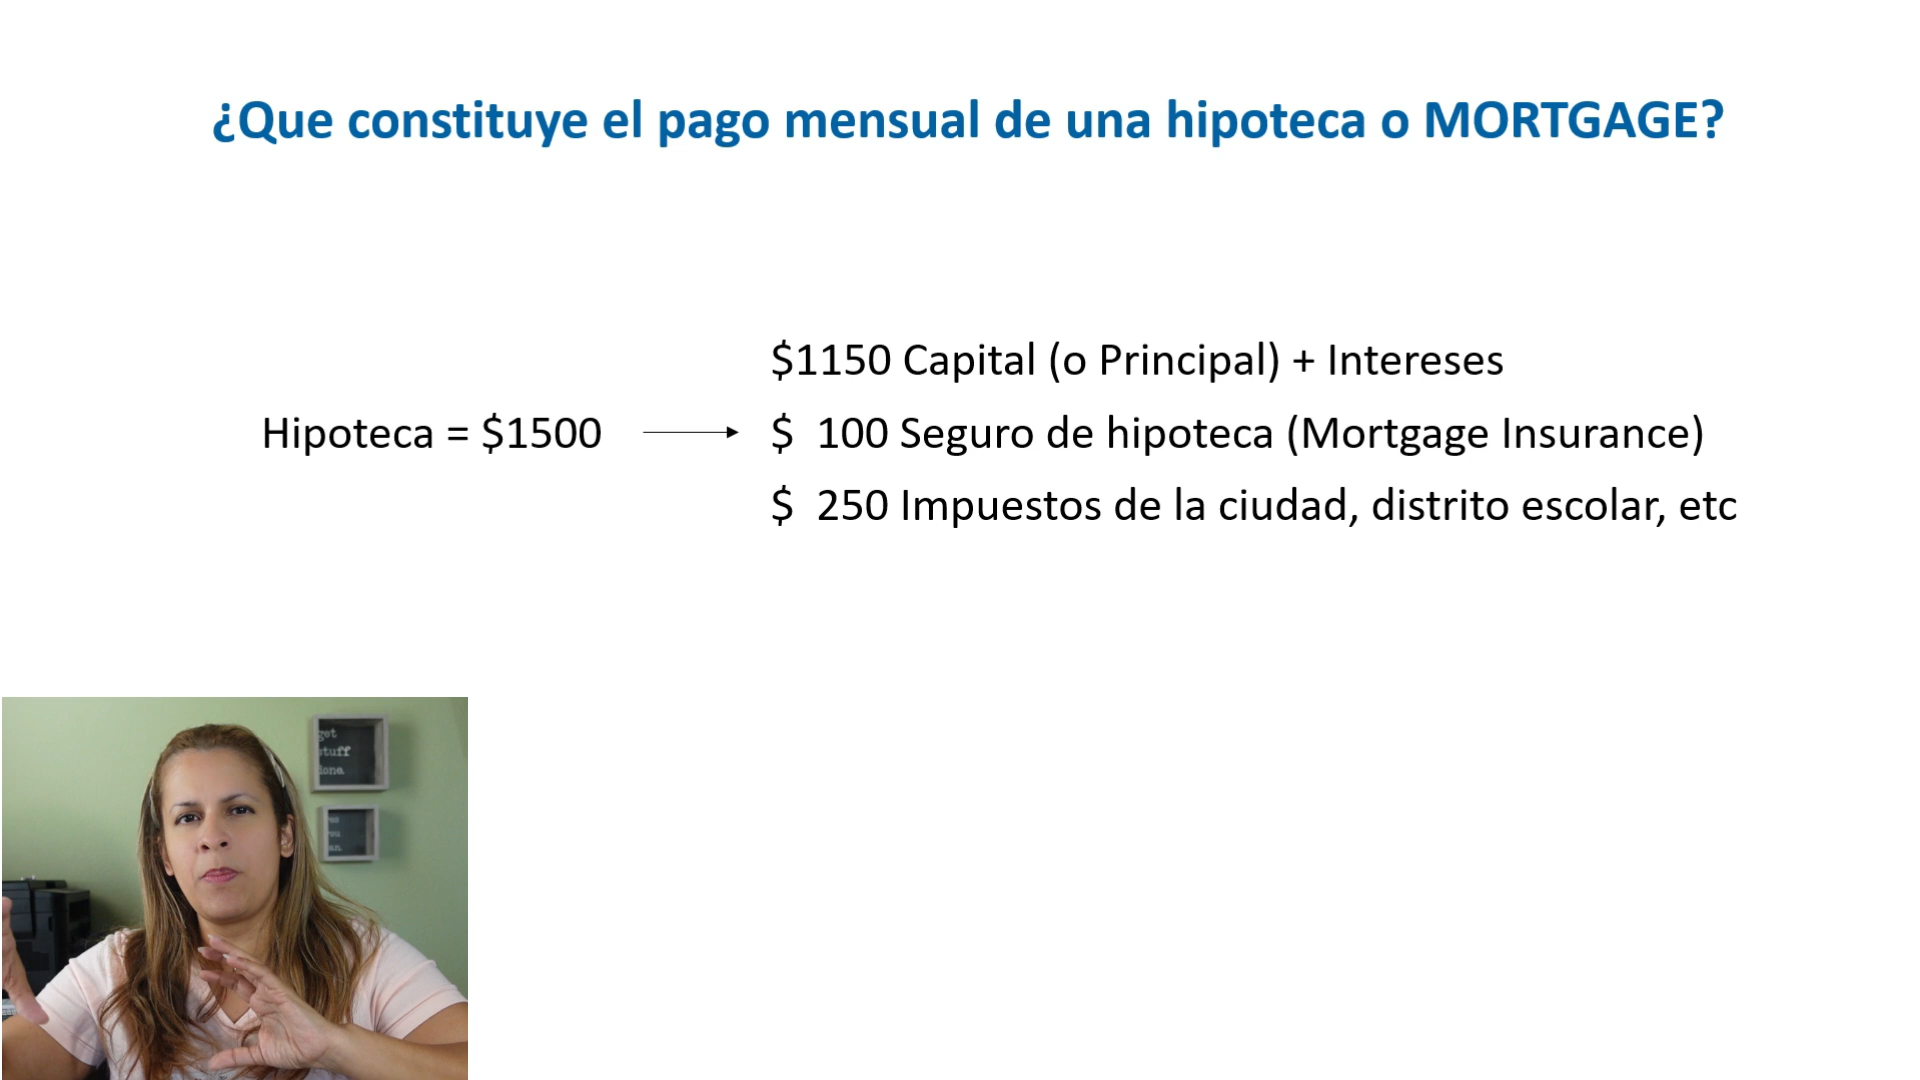 ¿Que constituye el pago mensual de una hipoteca o MORTGAGE?
$1150 Capital (o Principal) + Intereses
Hipoteca = $1500
$ 100 Seguro de hipoteca (Mortgage Insurance)
$ 250 Impuestos de la ciudad, distrito escolar, etc
get
stuff
done.